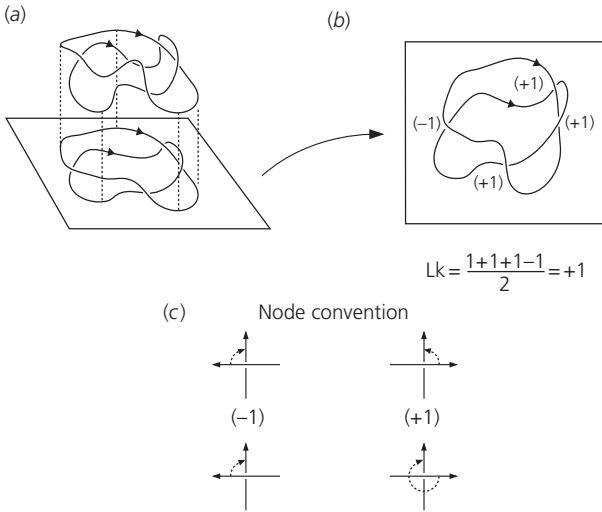 (a)
(b)
(+1)
(−1)
(+1)
(+1)
Lk = 1+1+1−1 / 2 = +1
(c) Node convention
(−1) (+1)